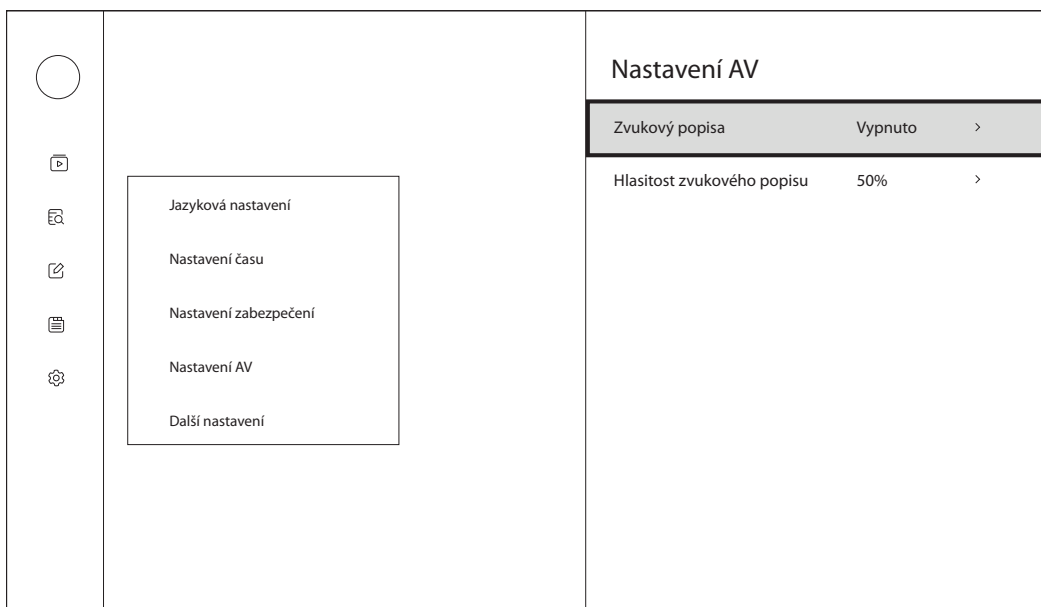 Nastavení AV
Zvukový popisa Vypnuto
Hlasitost zvukového popisu 50%
Jazyková nastavení
Nastavení času
Nastavení zabezpečení
Nastavení AV
Další nastavení